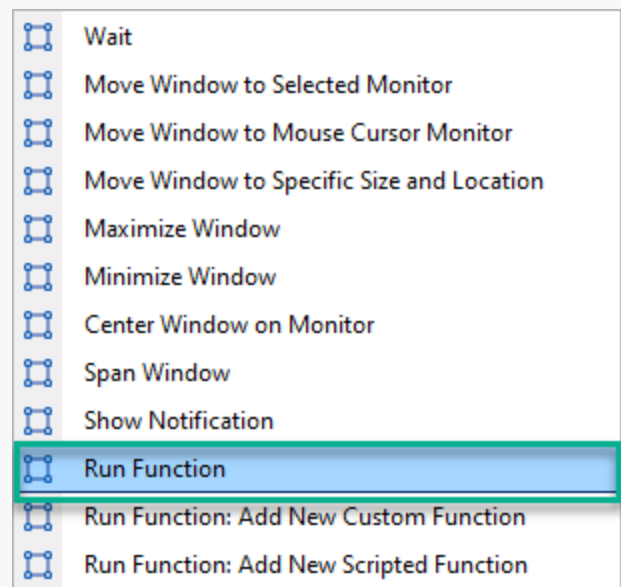 Wait
Move Window to Selected Monitor
Move Window to Mouse Cursor Monitor
Move Window to Specific Size and Location
Maximize Window
Minimize Window
Center Window on Monitor
Span Window
Show Notification
Run Function
Run Function: Add New Custom Function
Run Function: Add New Scripted Function